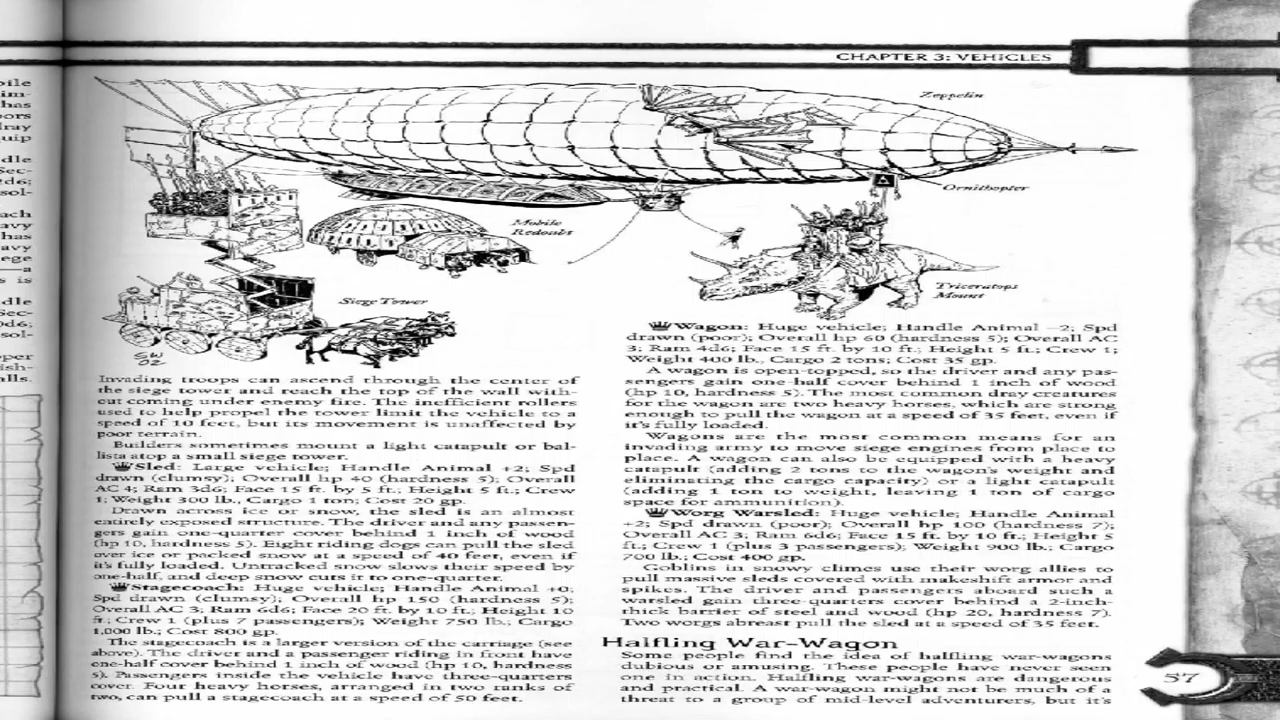 CHAPTER 3: VEHICLES
Zeppelin
Ornithopter
Mobile
Redoubt
Triceratops
Mount
Siege Tower
SW
02
Invading troops can ascend through the center of
the siege tower and reach the top of the wall with-
out coming under enemy fire. The inefficient rollers
used to help propel the tower limit the vehicle to a
speed of 10 feet, but its movement is unaffected by
poor terrain.
Builders sometimes mount a light catapult or bal-
lista atop a small siege tower.
Sled: Large vehicle; Handle Animal +2; Spd
drawn (clumsy); Overall hp 40 (hardness 5); Overall
AC 4; Ram 3d6; Face 15 ft. by 5 ft.; Height 5 ft.; Crew
1; Weight 300 lb., Cargo 1 ton; Cost 20 gp.
Drawn across ice or snow, the sled is an almost
entirely exposed structure. The driver and any passen-
gers gain one-quarter cover behind 1 inch of wood
(hp 10, hardness 5). Eight riding dogs can pull the sled
over ice or packed snow at a speed of 40 feet, even if
it's fully loaded. Untracked snow slows their speed by
one-half, and deep snow cuts it to one-quarter.
Stagecoach: Huge vehicle; Handle Animal +0;
Spd drawn (clumsy); Overall hp 150 (hardness 5);
Overall AC 3; Ram 6d6; Face 20 ft. by 10 ft.; Height 10
ft.; Crew 1 (plus 7 passengers); Weight 750 lb.; Cargo
1,000 lb.; Cost 800 gp.
The stagecoach is a larger version of the carriage (see
above). The driver and a passenger riding in front have
one-half cover behind 1 inch of wood (hp 10, hardness
5). Passengers inside the vehicle have three-quarters
cover. Four heavy horses, arranged in two ranks of
two, can pull a stagecoach at a speed of 50 feet.
Wagon: Huge vehicle; Handle Animal –2; Spd
drawn (poor); Overall hp 60 (hardness 5); Overall AC
3; Ram 4d6; Face 15 ft. by 10 ft.; Height 5 ft.; Crew 1;
Weight 400 lb., Cargo 2 tons; Cost 35 gp.
A wagon is open-topped, so the driver and any pas-
sengers gain one-half cover behind 1 inch of wood
(hp 10, hardness 5). The most common dray creatures
for the wagon are two heavy horses, which are strong
enough to pull the wagon at a speed of 35 feet, even if
it's fully loaded.
Wagons are the most common means for an
invading army to move siege engines from place to
place. A wagon can also be equipped with a heavy
catapult (adding 2 tons to the wagon's weight and
eliminating the cargo capacity) or a light catapult
(adding 1 ton to weight, leaving 1 ton of cargo
space for ammunition).
Worg Warsled: Huge vehicle; Handle Animal
+2; Spd drawn (poor); Overall hp 100 (hardness 7);
Overall AC 3; Ram 6d6; Face 15 ft. by 10 ft.; Height 5
ft.; Crew 1 (plus 3 passengers); Weight 900 lb.; Cargo
700 lb.; Cost 400 gp.
Goblins in snowy climes use their worg allies to
pull massive sleds covered with makeshift armor and
spikes. The driver and passengers aboard such a
warsled gain three-quarters cover behind a 2-inch-
thick barrier of steel and wood (hp 20, hardness 7).
Two worgs abreast pull the sled at a speed of 35 feet.
Halfling War-Wagon
Some people find the idea of halfling war-wagons
dubious or amusing. These people have never seen
one in action. Halfling war-wagons are dangerous
and practical. A war-wagon might not be much of a
threat to a group of mid-level adventurers, but it's
57